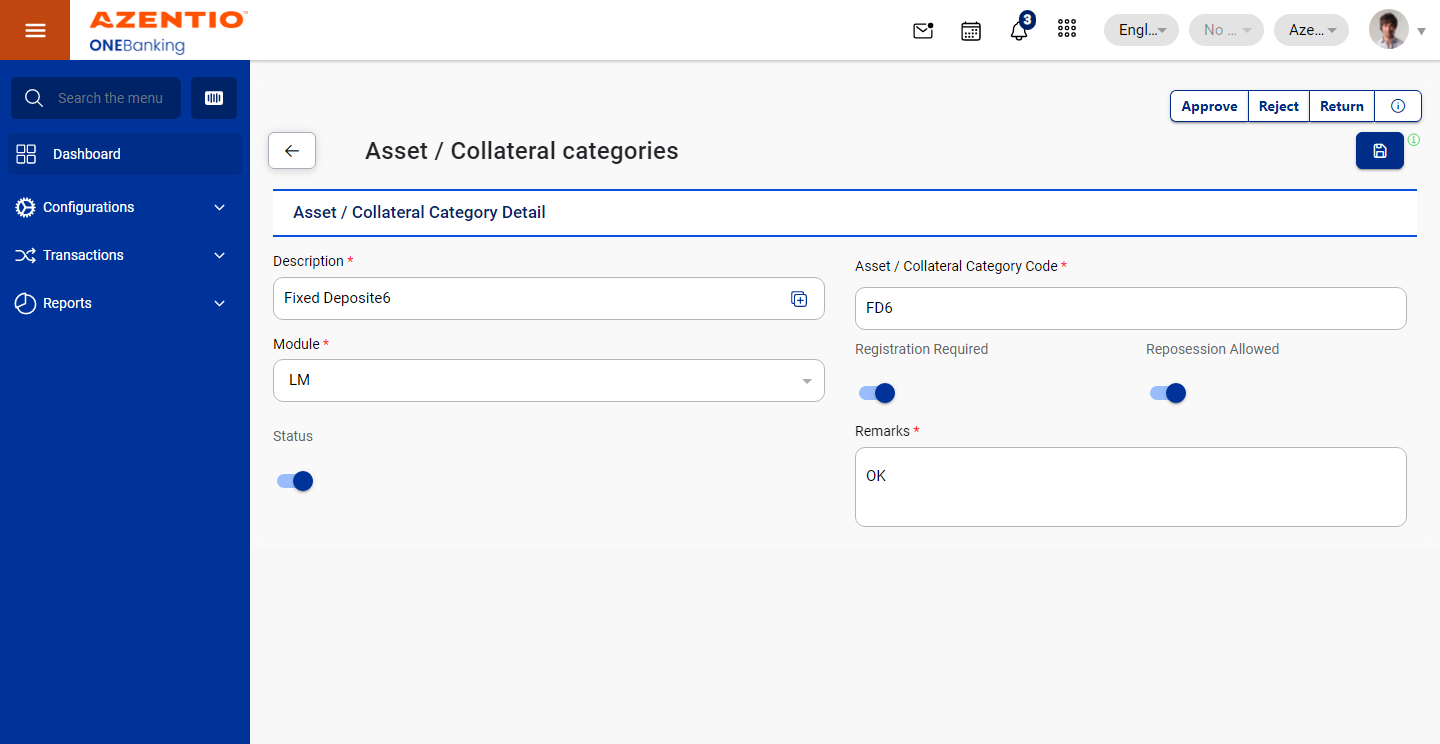 AZENTIO™
ONEBanking
3
Engl...
No ...
Aze...
Search the menu
Dashboard
Configurations
Transactions
Reports
Approve
Reject
Return
Asset / Collateral categories
Asset / Collateral Category Detail
Description *
Fixed Deposite6
Asset / Collateral Category Code *
FD6
Module *
LM
Registration Required
Reposession Allowed
Status
Remarks *
OK